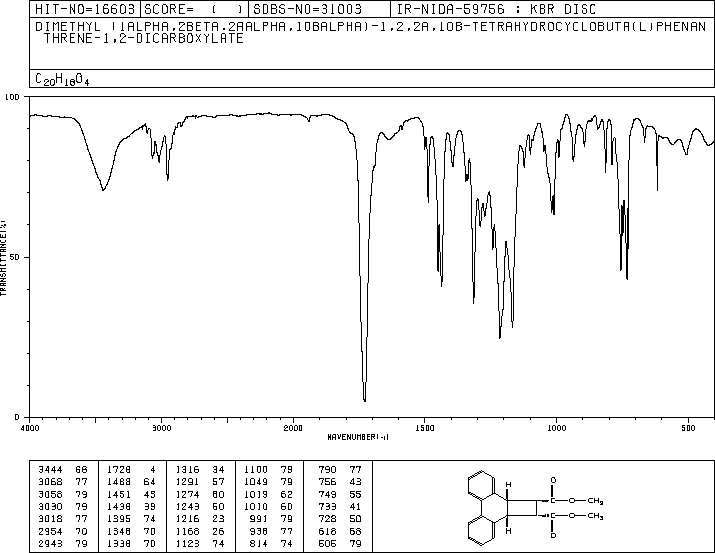 HIT-NO=16603 SCORE= ( ) SDBS-NO=31003 IR-NIDA-59756 : KBR DISC
DIMETHYL (1ALPHA,2BETA,2AALPHA,10BALPHA)-1,2,2A,10B-TETRAHYDROCYCLOBUTA(L)PHENAN
THRENE-1,2-DICARBOXYLATE
C20H18O4
100
TRANSMITTANCE(%)
50
0
4000 3000 2000 1500 1000 500
WAVENUMBER(-1)
3444 68 1728 4 1316 34 1100 79 790 77
3068 77 1488 64 1291 57 1049 79 756 43
3058 79 1451 45 1274 60 1019 62 749 55
3030 79 1438 39 1243 60 1010 60 733 41
3018 77 1395 74 1216 23 991 79 728 50
2954 70 1348 70 1168 26 938 77 618 68
2943 79 1338 70 1123 74 814 74 505 79
H O
C O CH3
C O CH3
H O